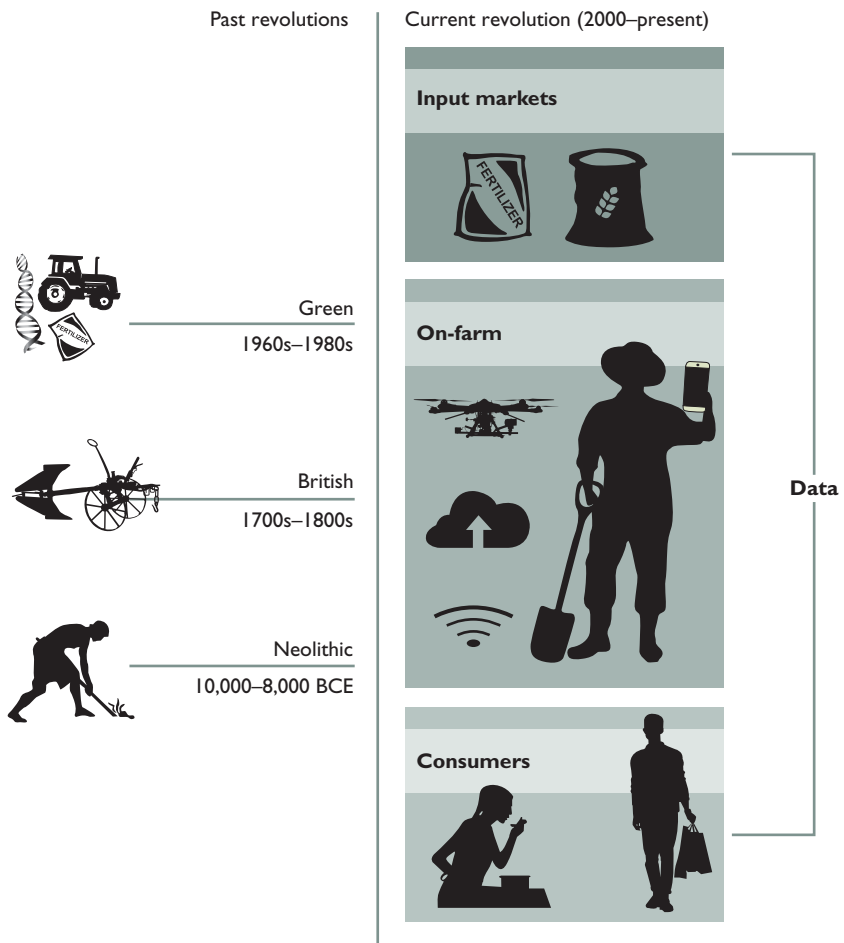 Past revolutions
Green
FERTILIZER
1960s–1980s
British
1700s–1800s
Neolithic
10,000–8,000 BCE
Current revolution (2000–present)
Input markets
FERTILIZER
On-farm
Consumers
Data